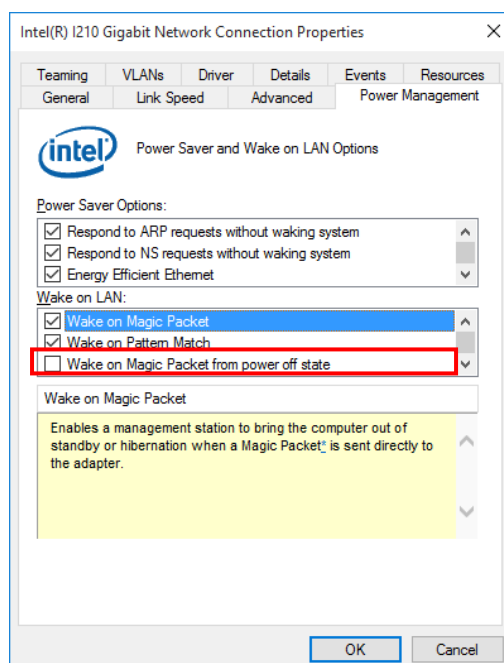 Intel(R) I210 Gigabit Network Connection Properties
Teaming VLANs Driver Details Events Resources
General Link Speed Advanced Power Management
intel Power Saver and Wake on LAN Options
Power Saver Options:
Respond to ARP requests without waking system
Respond to NS requests without waking system
Energy Efficient Ethernet
Wake on LAN:
Wake on Magic Packet
Wake on Pattern Match
Wake on Magic Packet from power off state
Wake on Magic Packet
Enables a management station to bring the computer out of
standby or hibernation when a Magic Packet* is sent directly to
the adapter.
OK Cancel